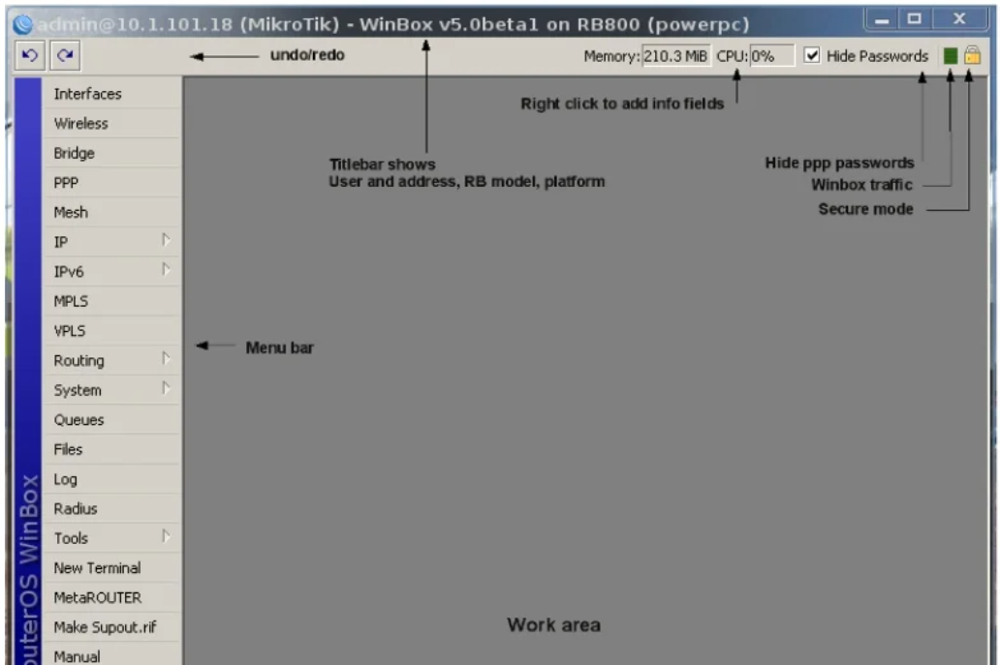 admin@10.1.101.18 (MikroTik) - WinBox v5.0beta1 on RB800 (powerpc)
undo/redo
Memory: 210.3 MiB CPU: 0% Hide Passwords
Right click to add info fields
Titlebar shows
User and address, RB model, platform
Hide ppp passwords
Winbox traffic
Secure mode
Interfaces
Wireless
Bridge
PPP
Mesh
IP
IPv6
MPLS
VPLS
Routing
System
Queues
Files
Log
Radius
Tools
New Terminal
MetaROUTER
Make Supout.rif
Manual
Menu bar
Work area
uterOS WinBox